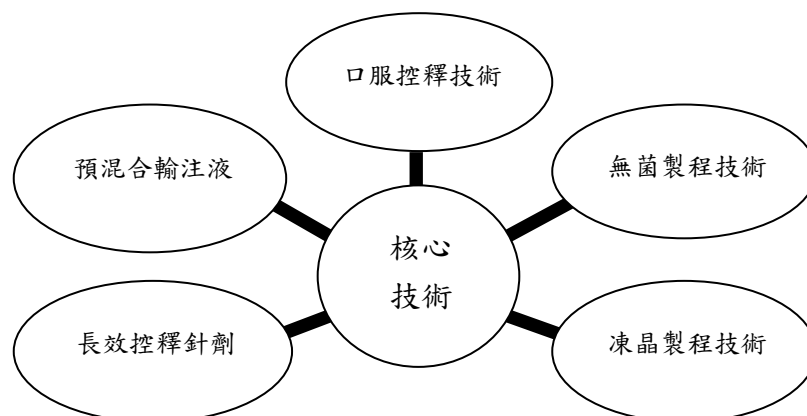 口服控釋技術
預混合輸注液
無菌製程技術
核心
技術
長效控釋針劑
凍晶製程技術